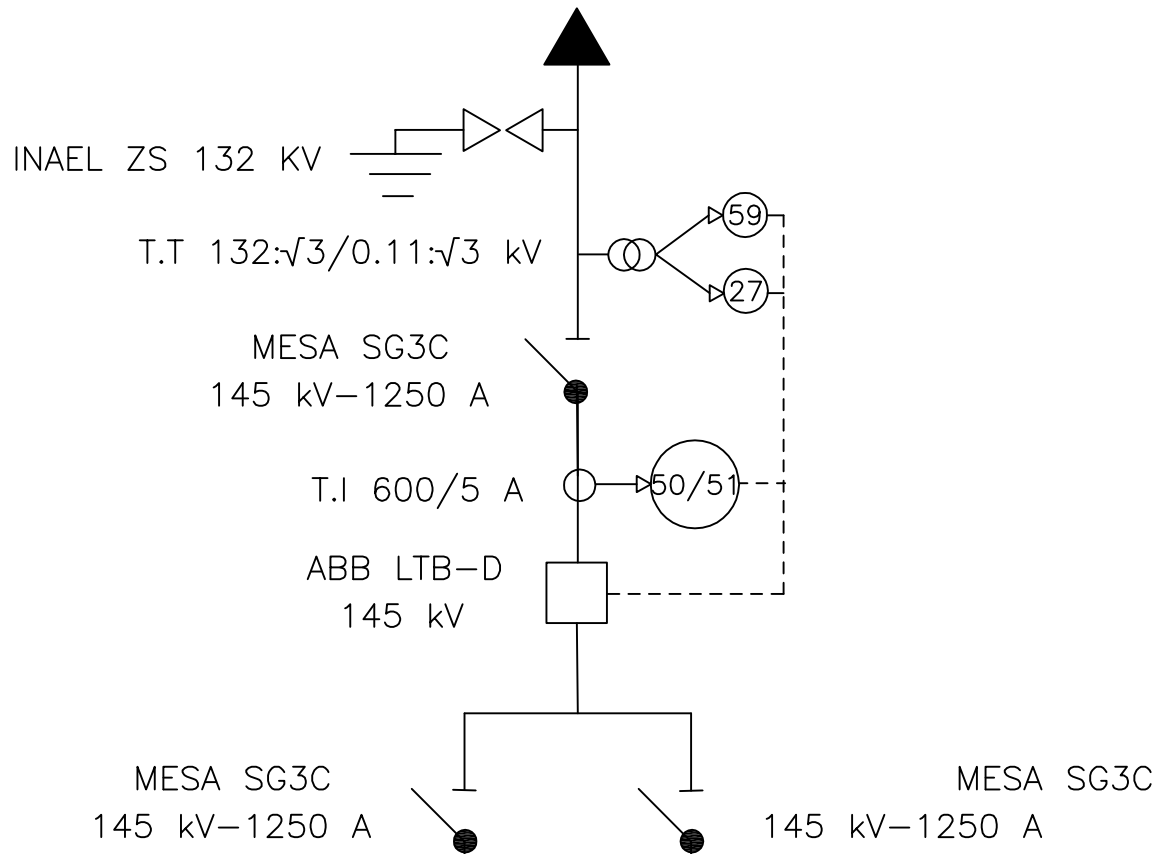 INAEL ZS 132 KV
59
T.T 132:√3/0.11:√3 kV
27
MESA SG3C
145 kV-1250 A
T.I 600/5 A
50/51
ABB LTB-D
145 kV
MESA SG3C
145 kV-1250 A
MESA SG3C
145 kV-1250 A